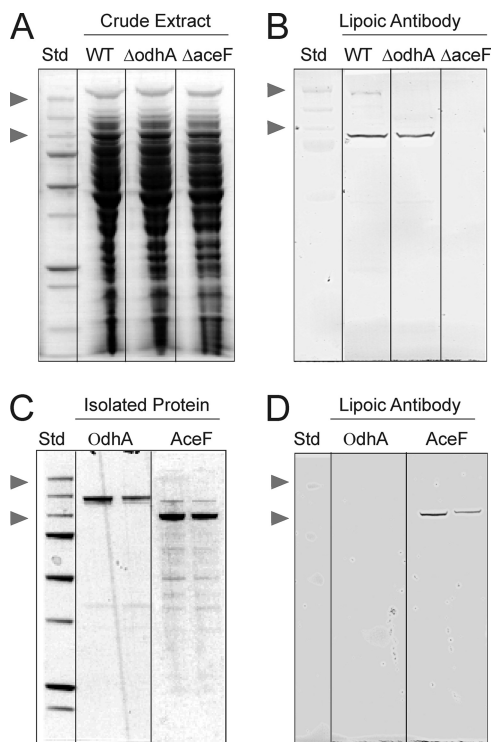 A
Crude Extract
Std WT ΔodhA ΔaceF
B
Lipoic Antibody
Std WT ΔodhA ΔaceF
C
Isolated Protein
Std OdhA AceF
D
Lipoic Antibody
Std OdhA AceF